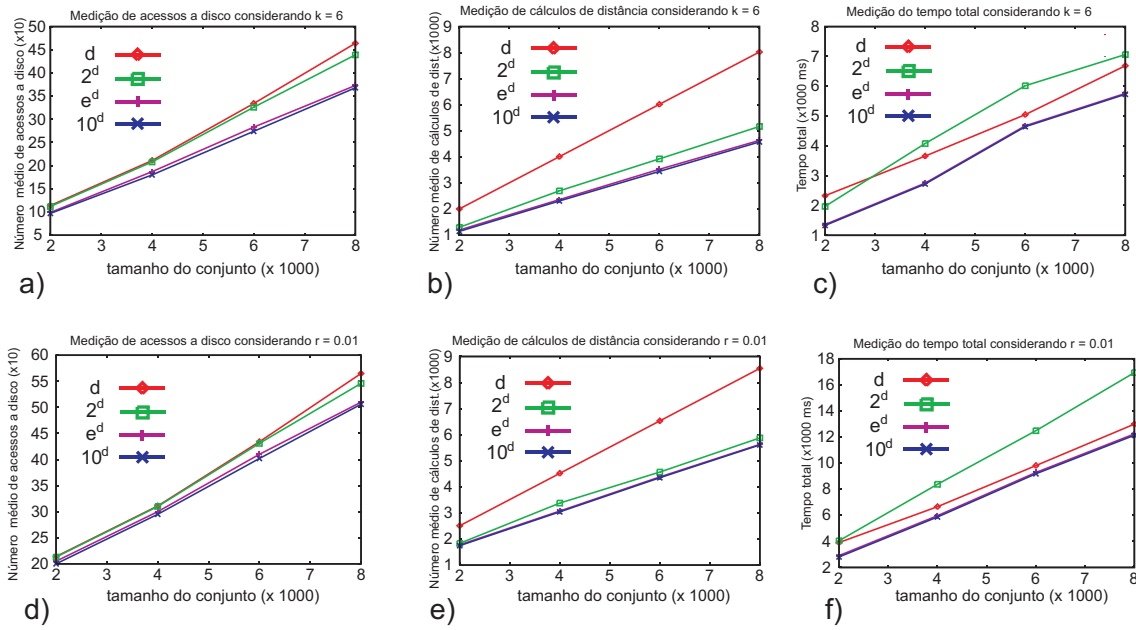 Medição de acessos a disco considerando k = 6
Número médio de acessos a disco (x10)
50
45
40
35
30
25
20
15
10
5
d
2^d
e^d
10^d
2 3 4 5 6 7 8
tamanho do conjunto (x 1000)
a)
Medição de cálculos de distância considerando k = 6
Número médio de cálculos de dist.(x1000)
9
8
7
6
5
4
3
2
1
d
2^d
e^d
10^d
2 3 4 5 6 7 8
tamanho do conjunto (x 1000)
b)
Medição do tempo total considerando k = 6
Tempo total (x1000 ms)
8
7
6
5
4
3
2
1
d
2^d
e^d
10^d
2 3 4 5 6 7 8
tamanho do conjunto (x 1000)
c)
Medição de acessos a disco considerando r = 0.01
Número médio de acessos a disco (x10)
60
55
50
45
40
35
30
25
20
d
2^d
e^d
10^d
2 3 4 5 6 7 8
tamanho do conjunto (x 1000)
d)
Medição de cálculos de distância considerando r = 0.01
Número médio de cálculos de dist.(x1000)
9
8
7
6
5
4
3
2
1
d
2^d
e^d
10^d
2 3 4 5 6 7 8
tamanho do conjunto (x 1000)
e)
Medição do tempo total considerando r = 0.01
Tempo total (x1000 ms)
18
16
14
12
10
8
6
4
2
d
2^d
e^d
10^d
2 3 4 5 6 7 8
tamanho do conjunto (x 1000)
f)